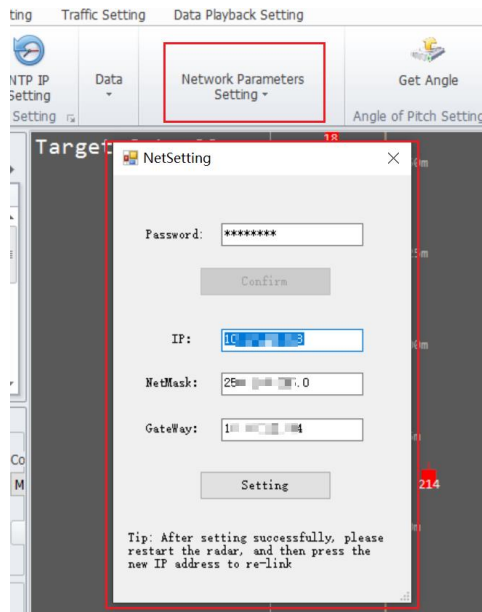 ting Traffic Setting Data Playback Setting
NTP IP Setting
Data
Network Parameters Setting
Get Angle
Setting
Angle of Pitch Setting
Target
18
NetSetting
Password: ********
Confirm
IP:
NetMask:
GateWay:
Setting
Co
M
214
Tip: After setting successfully, please
restart the radar, and then press the
new IP address to re-link